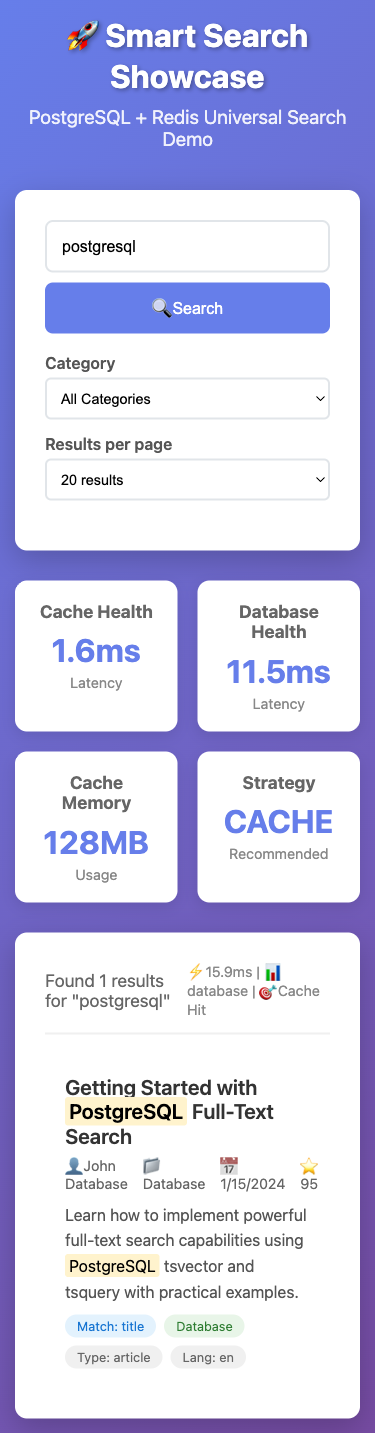 🚀 Smart Search
Showcase
PostgreSQL + Redis Universal Search
Demo
postgresql
🔍Search
Category
All Categories
Results per page
20 results
Cache Health
1.6ms
Latency
Database
Health
11.5ms
Latency
Cache
Memory
128MB
Usage
Strategy
CACHE
Recommended
Found 1 results
for "postgresql"
⚡15.9ms | 📊
database | 🎯Cache
Hit
Getting Started with
PostgreSQL Full-Text
Search
👤John
Database
📁
Database
📅
1/15/2024
⭐
95
Learn how to implement powerful
full-text search capabilities using
PostgreSQL tsvector and
tsquery with practical examples.
Match: title
Database
Type: article
Lang: en